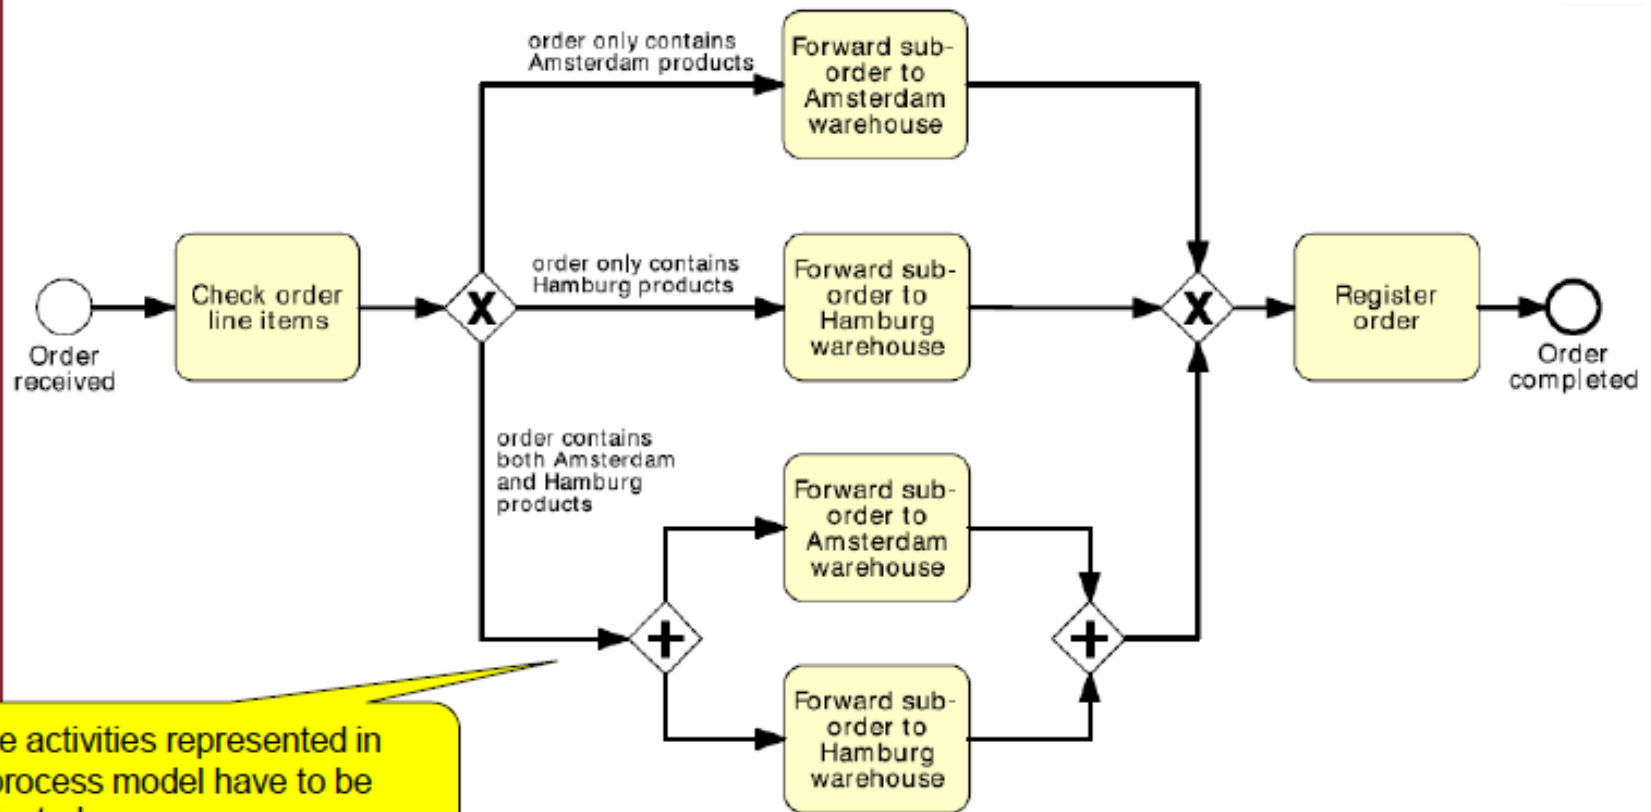 order only contains
Amsterdam products
Forward sub-
order to
Amsterdam
warehouse
Order
received
Check order
line items
X
order only contains
Hamburg products
Forward sub-
order to
Hamburg
warehouse
X
Register
order
Order
completed
order contains
both Amsterdam
and Hamburg
products
+
Forward sub-
order to
Amsterdam
warehouse
+
Forward sub-
order to
Hamburg
warehouse
e activities represented in
process model have to be